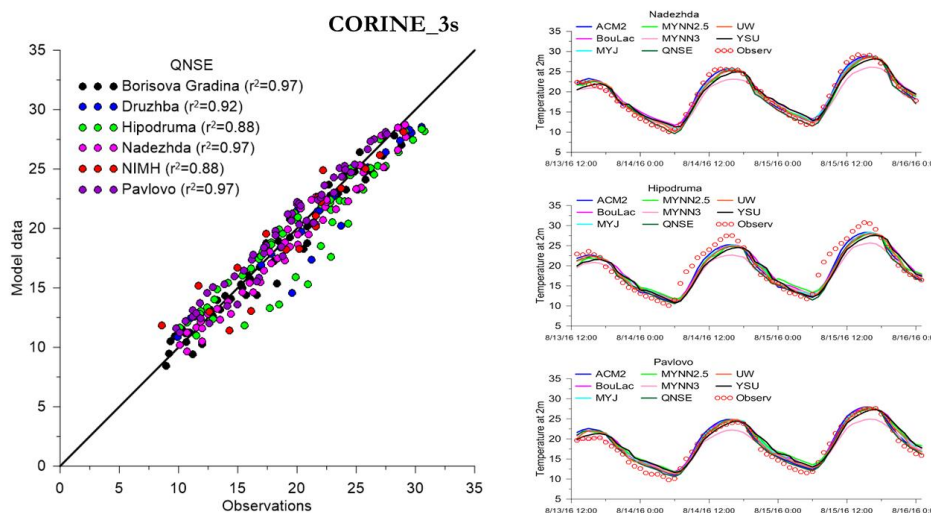 CORINE_3s
QNSE
Borisova Gradina (r²=0.97)
Druzhba (r²=0.92)
Hipodruma (r²=0.88)
Nadezhda (r²=0.97)
NIMH (r²=0.88)
Pavlovo (r²=0.97)
Model data
35
30
25
20
15
10
5
0
0 5 10 15 20 25 30 35
Observations
Nadezhda
ACM2 MYNN2.5 UW
BouLac MYNN3 YSU
MYJ QNSE Observ
Temperature at 2m
35
30
25
20
15
10
5
8/13/16 12:00 8/14/16 0:00 8/14/16 12:00 8/15/16 0:00 8/15/16 12:00 8/16/16 0:0
Hipodruma
ACM2 MYNN2.5 UW
BouLac MYNN3 YSU
MYJ QNSE Observ
Temperature at 2m
35
30
25
20
15
10
5
8/13/16 12:00 8/14/16 0:00 8/14/16 12:00 8/15/16 0:00 8/15/16 12:00 8/16/16 0:0
Pavlovo
ACM2 MYNN2.5 UW
BouLac MYNN3 YSU
MYJ QNSE Observ
Temperature at 2m
35
30
25
20
15
10
5
8/13/16 12:00 8/14/16 0:00 8/14/16 12:00 8/15/16 0:00 8/15/16 12:00 8/16/16 0:0